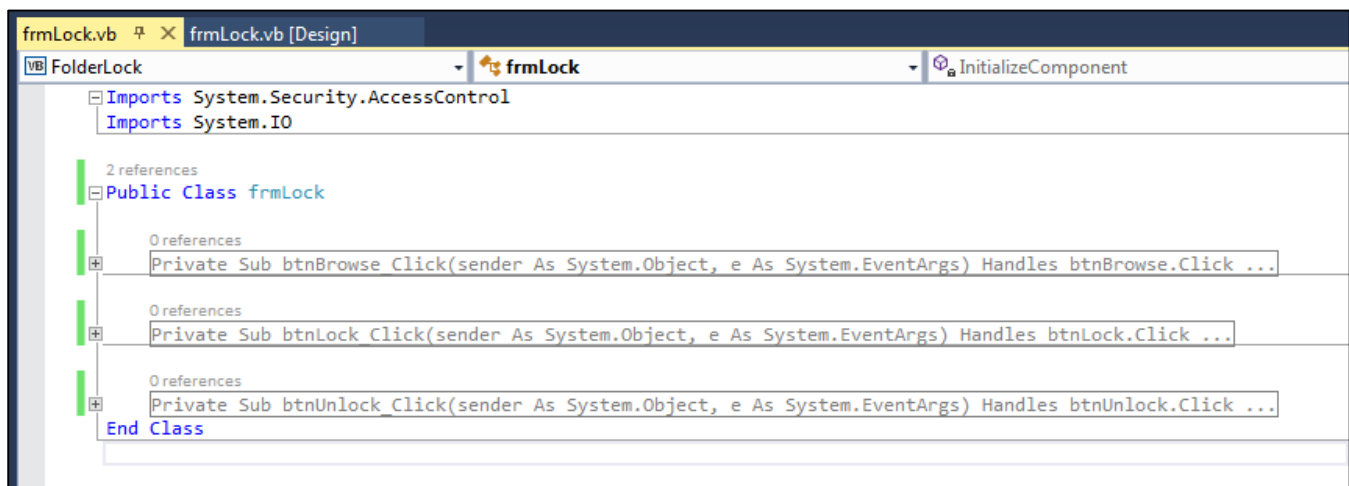 frmLock.vb frmLock.vb [Design]
VB FolderLock frmLock InitializeComponent
Imports System.Security.AccessControl
Imports System.IO
2 references
Public Class frmLock
0 references
Private Sub btnBrowse_Click(sender As System.Object, e As System.EventArgs) Handles btnBrowse.Click ...
0 references
Private Sub btnLock_Click(sender As System.Object, e As System.EventArgs) Handles btnLock.Click ...
0 references
Private Sub btnUnlock_Click(sender As System.Object, e As System.EventArgs) Handles btnUnlock.Click ...
End Class